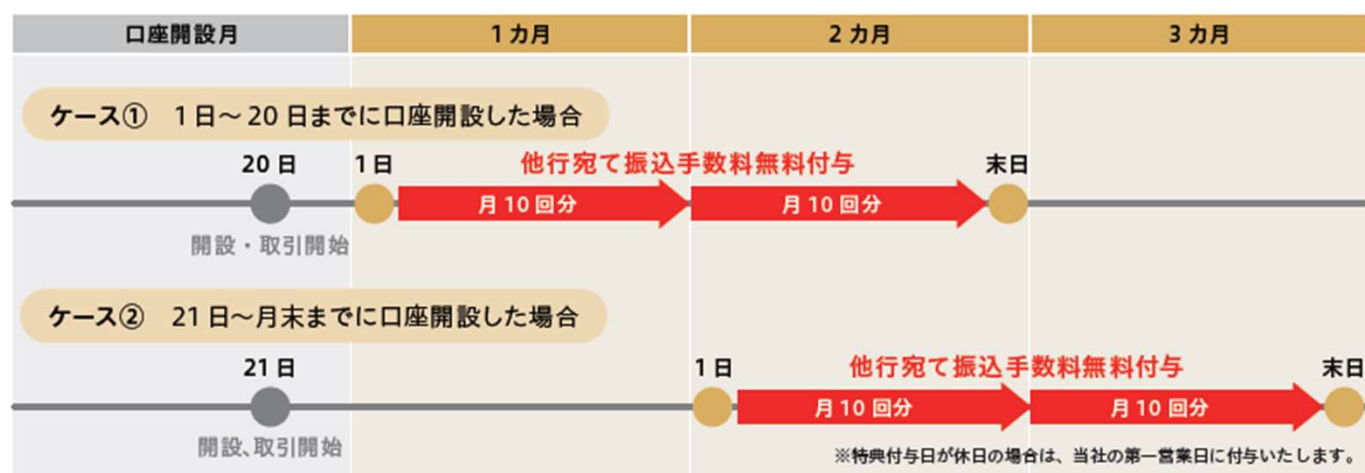 口座開設月 1カ月 2カ月 3カ月
ケース① 1日～20日までに口座開設した場合
20日 1日 他行宛て振込手数料無料付与 末日
月10回分 月10回分
開設・取引開始
ケース② 21日～月末までに口座開設した場合
21日 1日 他行宛て振込手数料無料付与 末日
月10回分 月10回分
開設、取引開始
※特典付与日が休日の場合は、当社の第一営業日に付与いたします。